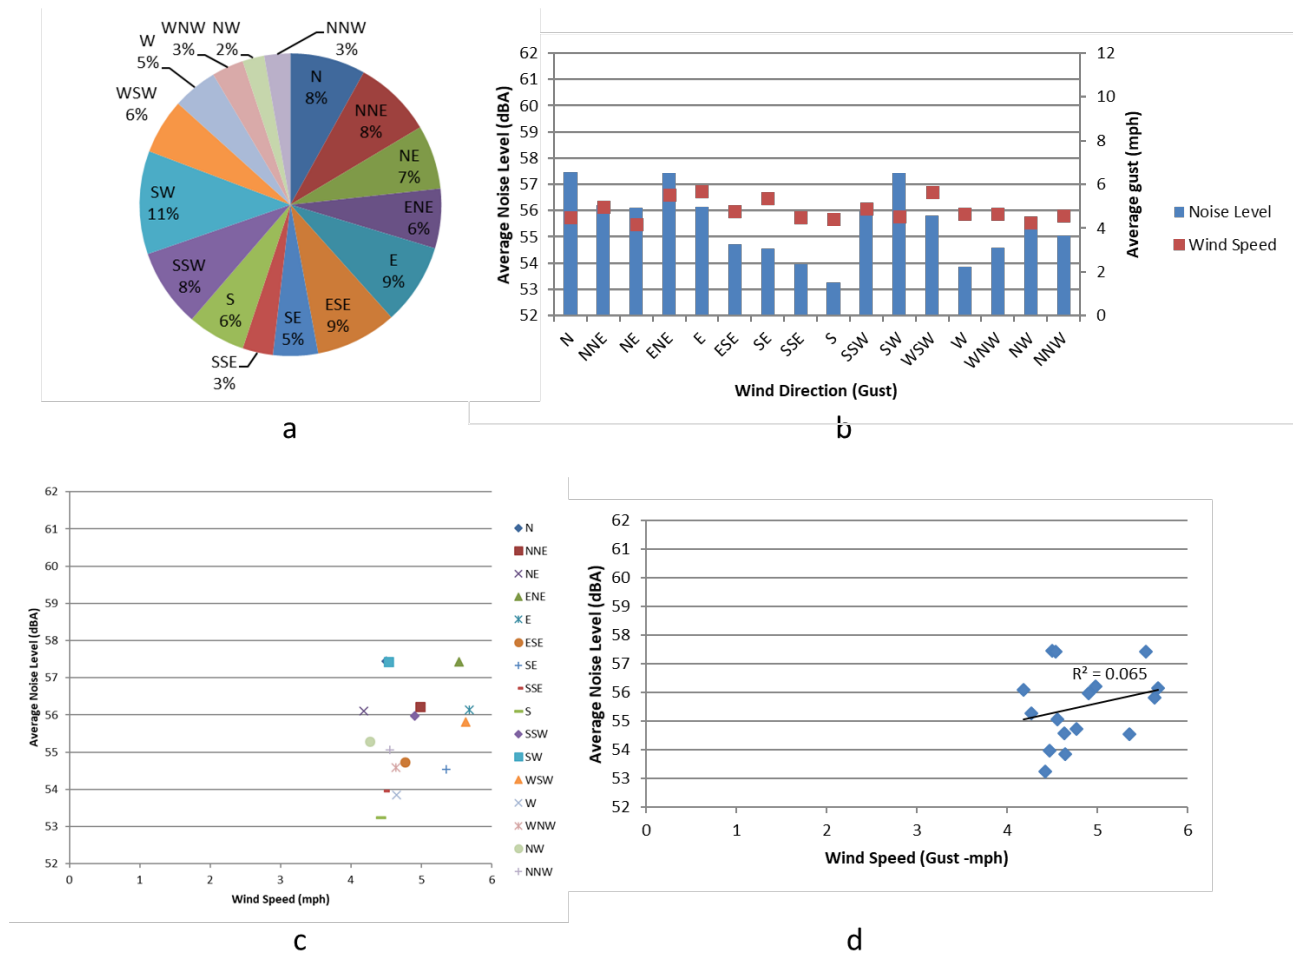 WNW
3%
NW
2%
NNW
3%
W
5%
WSW
6%
N
8%
NNE
8%
NE
7%
ENE
6%
E
9%
ESE
9%
SE
5%
SSE
3%
S
6%
SSW
8%
SW
11%
a
Average Noise Level (dBA)
62
61
60
59
58
57
56
55
54
53
52
12
10
8
6
4
2
0
Average gust (mph)
N
NNE
NE
ENE
E
ESE
SE
SSE
S
SSW
SW
WSW
W
WNW
NW
NNW
Wind Direction (Gust)
Noise Level
Wind Speed
b
Average Noise Level (dBA)
62
61
60
59
58
57
56
55
54
53
52
0 1 2 3 4 5 6
Wind Speed (mph)
N
NNE
NE
ENE
E
ESE
SE
SSE
S
SSW
SW
WSW
W
WNW
NW
NNW
c
Average Noise Level (dBA)
62
61
60
59
58
57
56
55
54
53
52
R² = 0.065
0 1 2 3 4 5 6
Wind Speed (Gust -mph)
d